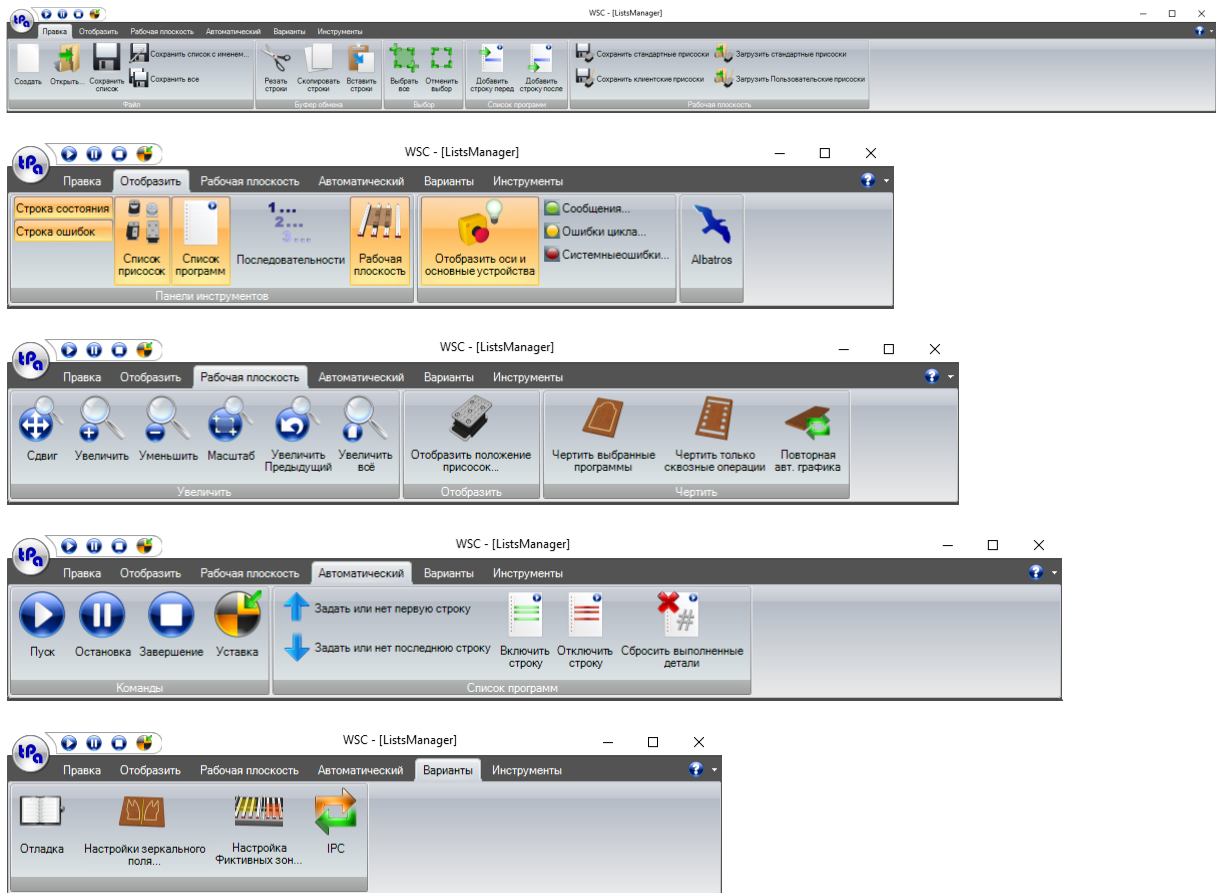 WSC - [ListsManager]
tPa
Правка Отобразить Рабочая плоскость Автоматический Варианты Инструменты
Создать
Открыть...
Сохранить
список
Сохранить список с именем...
Сохранить все
Резать
строки
Скопировать
строки
Вставить
строки
Выбрать
все
Отменить
выбор
Добавить
строку перед
Добавить
строку после
Сохранить стандартные присоски
Загрузить стандартные присоски
Сохранить клиентские присоски
Загрузить Пользовательские присоски
Файл
Буфер обмена
Выбор
Список программ
Рабочая плоскость
WSC - [ListsManager]
tPa
Правка Отобразить Рабочая плоскость Автоматический Варианты Инструменты
Строка состояния
Строка ошибок
Список
присосок
Список
программ
1...
2...
3...
Последовательности
Рабочая
плоскость
Отобразить оси и
основные устройства
Сообщения...
Ошибки цикла...
Системныеошибки...
Albatros
Панели инструментов
WSC - [ListsManager]
tPa
Правка Отобразить Рабочая плоскость Автоматический Варианты Инструменты
Сдвиг
Увеличить
Уменьшить
Масштаб
Увеличить
Предыдущий
Увеличить
всё
Отобразить положение
присосок...
Чертить выбранные
программы
Чертить только
сквозные операции
Повторная
авт. графика
Увеличить
Отобразить
Чертить
WSC - [ListsManager]
tPa
Правка Отобразить Рабочая плоскость Автоматический Варианты Инструменты
Пуск
Остановка
Завершение
Уставка
Задать или нет первую строку
Задать или нет последнюю строку
Включить
строку
Отключить
строку
#
Сбросить выполненные
детали
Команды
Список программ
WSC - [ListsManager]
tPa
Правка Отобразить Рабочая плоскость Автоматический Варианты Инструменты
Отладка
Настройки зеркального
поля...
Настройка
Фиктивных зон...
IPC